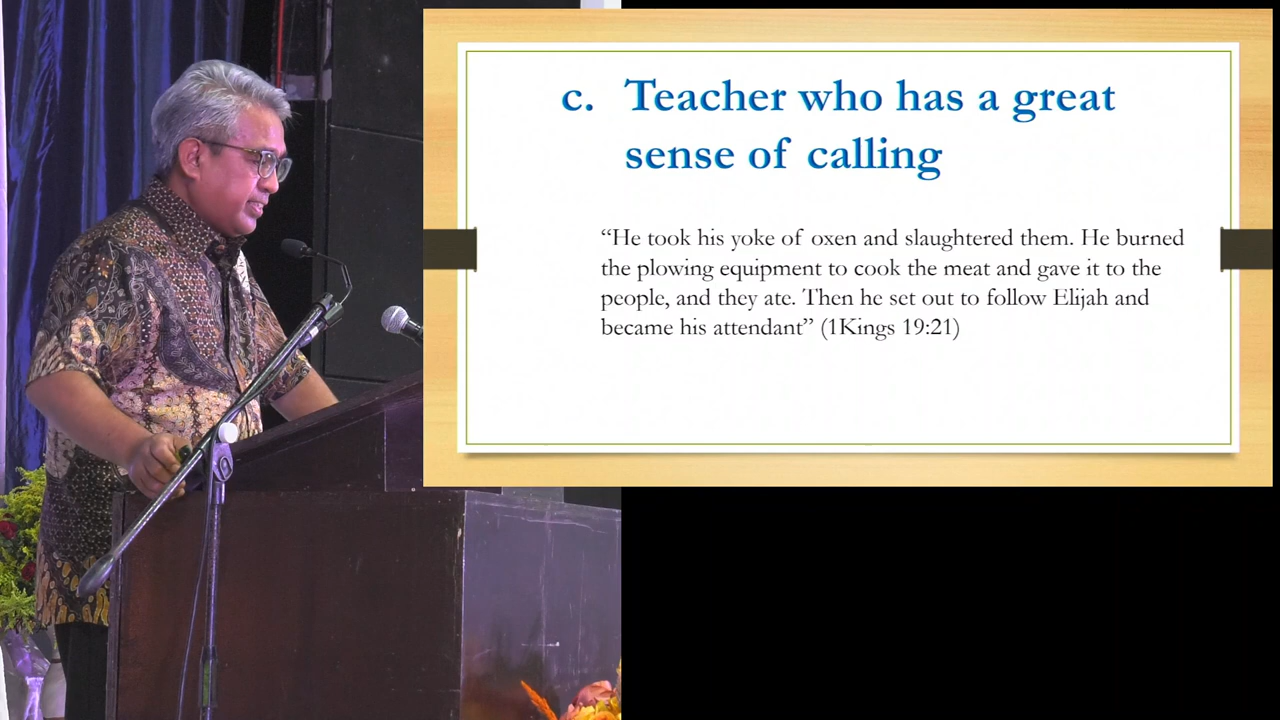 c. Teacher who has a great
sense of calling
“He took his yoke of oxen and slaughtered them. He burned
the plowing equipment to cook the meat and gave it to the
people, and they ate. Then he set out to follow Elijah and
became his attendant” (1Kings 19:21)